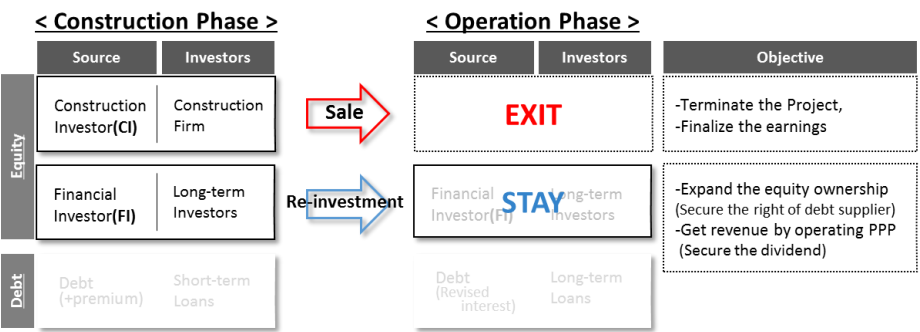 < Construction Phase >
< Operation Phase >
Source
Investors
Source
Investors
Objective
Equity
Construction
Investor(CI)
Construction
Firm
Sale
EXIT
-Terminate the Project,
-Finalize the earnings
Financial
Investor(FI)
Long-term
Investors
Re-investment
Financial
Investor(FI)
STAY
Long-term
Investors
-Expand the equity ownership
(Secure the right of debt supplier)
-Get revenue by operating PPP
(Secure the dividend)
Debt
Debt
(+premium)
Short-term
Loans
Debt
(Revised
interest)
Long-term
Loans